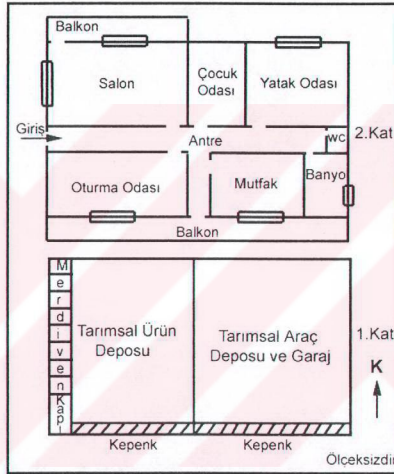 Balkon
Salon
Çocuk
Odası
Yatak Odası
Giriş
Antre
wc
2.Kat
Oturma Odası
Mutfak
Banyo
Balkon
Merdiven
Kapı
Tarımsal Ürün
Deposu
Tarımsal Araç
Deposu ve Garaj
1.Kat
K
Kepenk
Kepenk
Ölçeksizdir